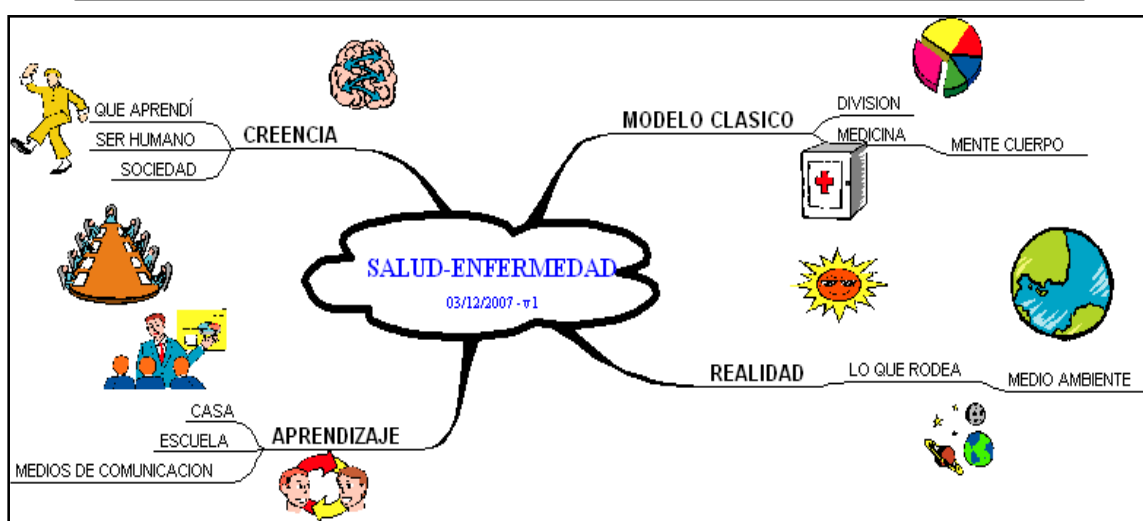 SALUD-ENFERMEDAD
03/12/2007 - v1
CREENCIA
QUE APRENDÍ
SER HUMANO
SOCIEDAD
MODELO CLASICO
DIVISION
MEDICINA
MENTE CUERPO
REALIDAD
LO QUE RODEA
MEDIO AMBIENTE
APRENDIZAJE
CASA
ESCUELA
MEDIOS DE COMUNICACION